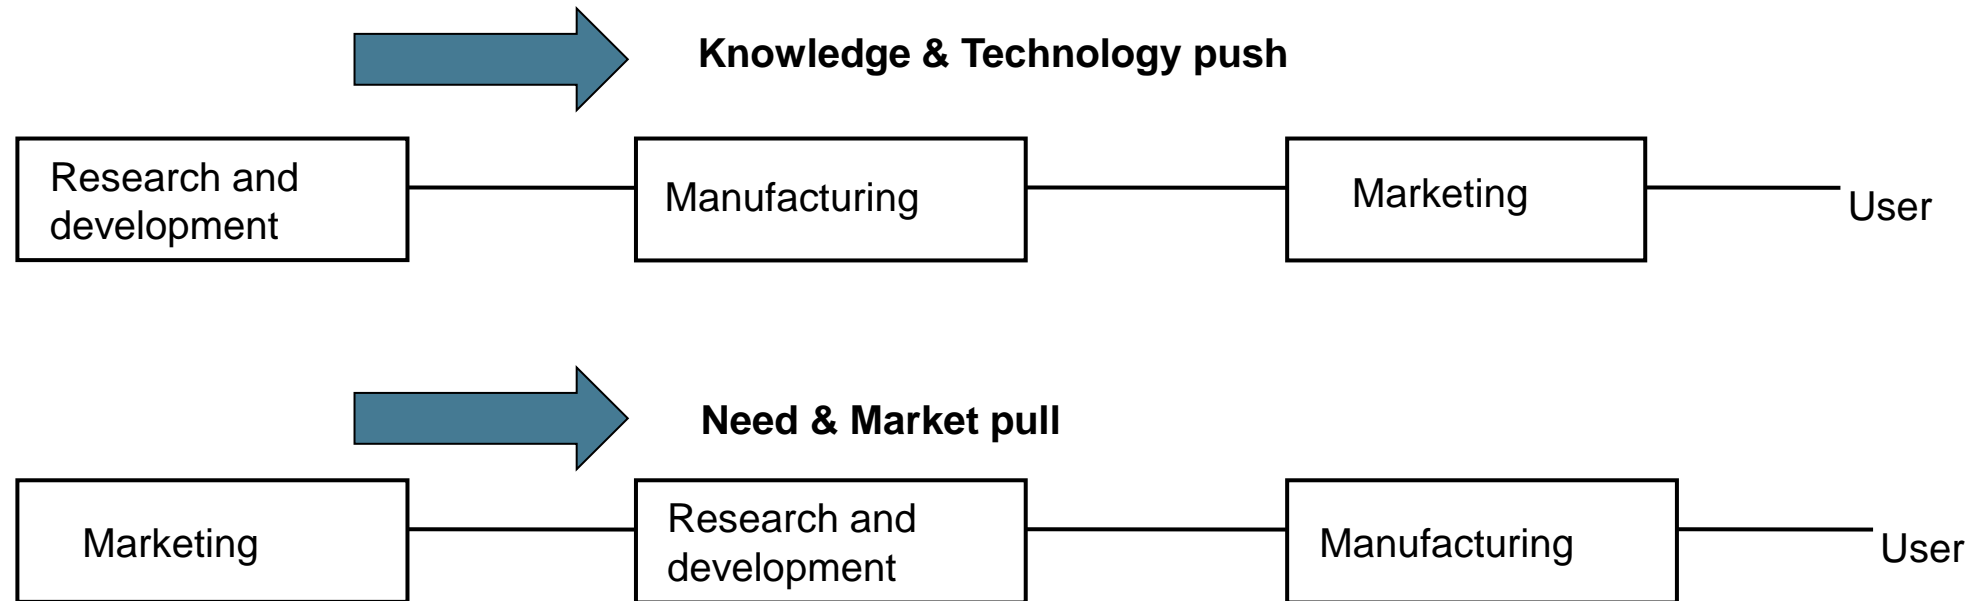 Knowledge & Technology push
Research and
development
Manufacturing
Marketing
User
Need & Market pull
Marketing
Research and
development
Manufacturing
User